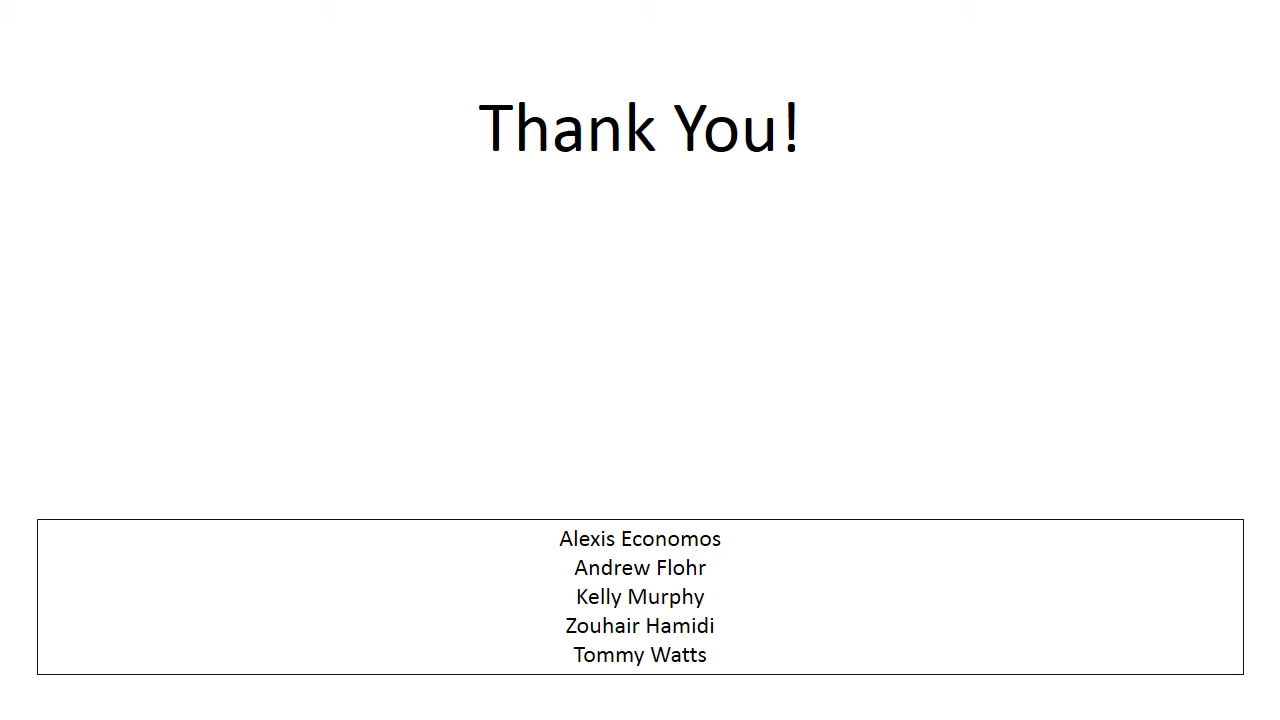 Thank You!
Alexis Economos
Andrew Flohr
Kelly Murphy
Zouhair Hamidi
Tommy Watts